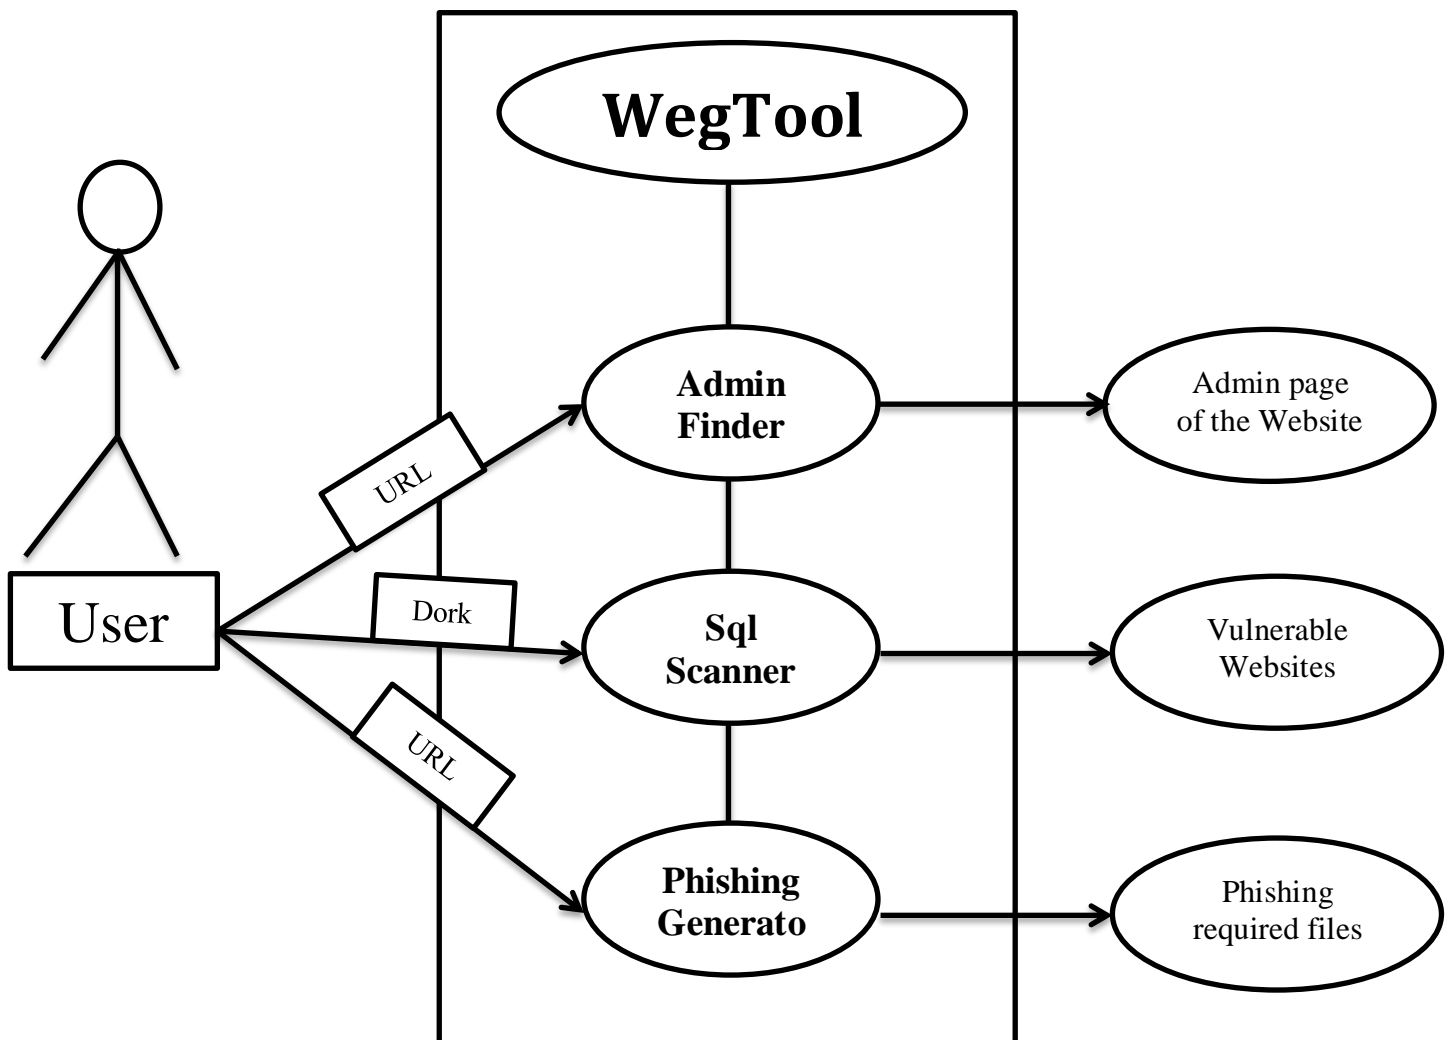 WegTool
Admin
Finder
Admin page
of the Website
URL
User
Dork
Sql
Scanner
Vulnerable
Websites
URL
Phishing
Generato
Phishing
required files